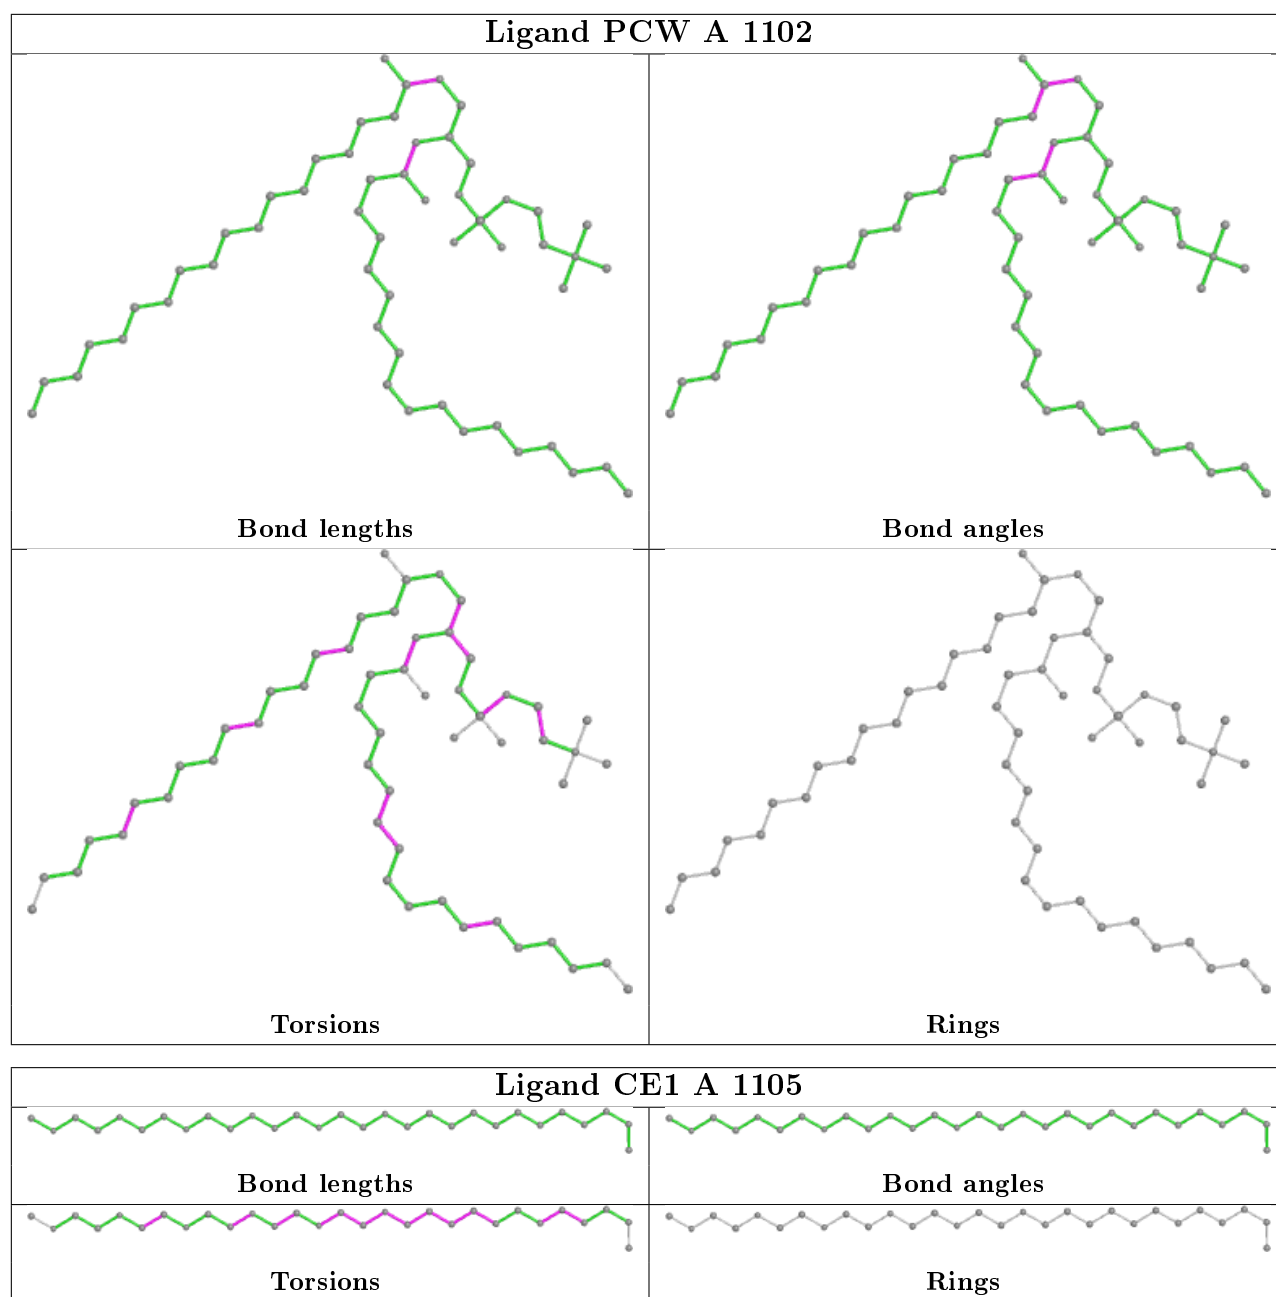 Ligand PCW A 1102
Bond lengths
Bond angles
Torsions
Rings
Ligand CE1 A 1105
Bond lengths
Bond angles
Torsions
Rings